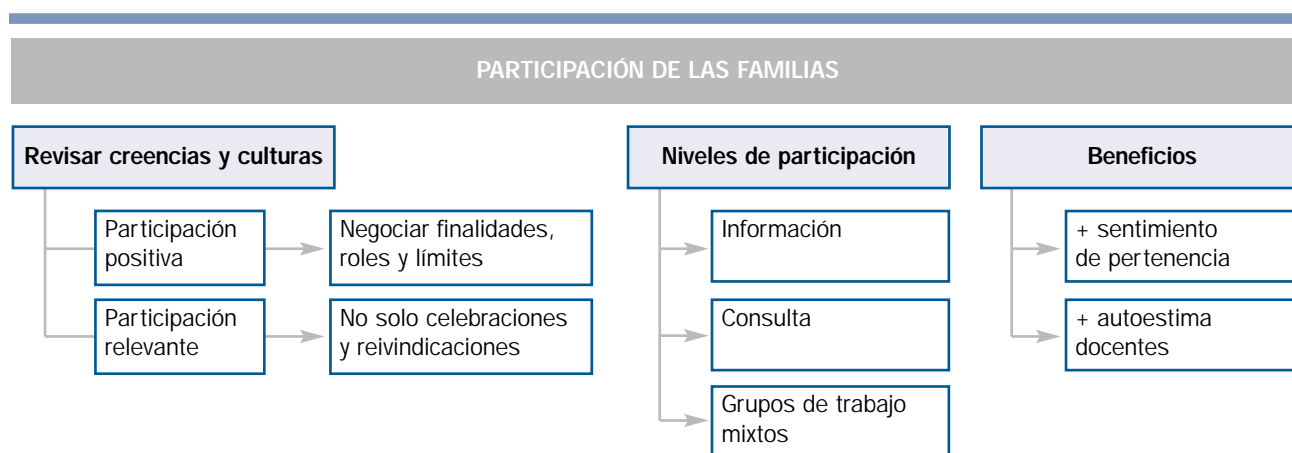 PARTICIPACIÓN DE LAS FAMILIAS
Revisar creencias y culturas
Participación
positiva
Negociar finalidades,
roles y límites
Participación
relevante
No solo celebraciones
y reivindicaciones
Niveles de participación
Información
Consulta
Grupos de trabajo
mixtos
Beneficios
+ sentimiento
de pertenencia
+ autoestima
docentes